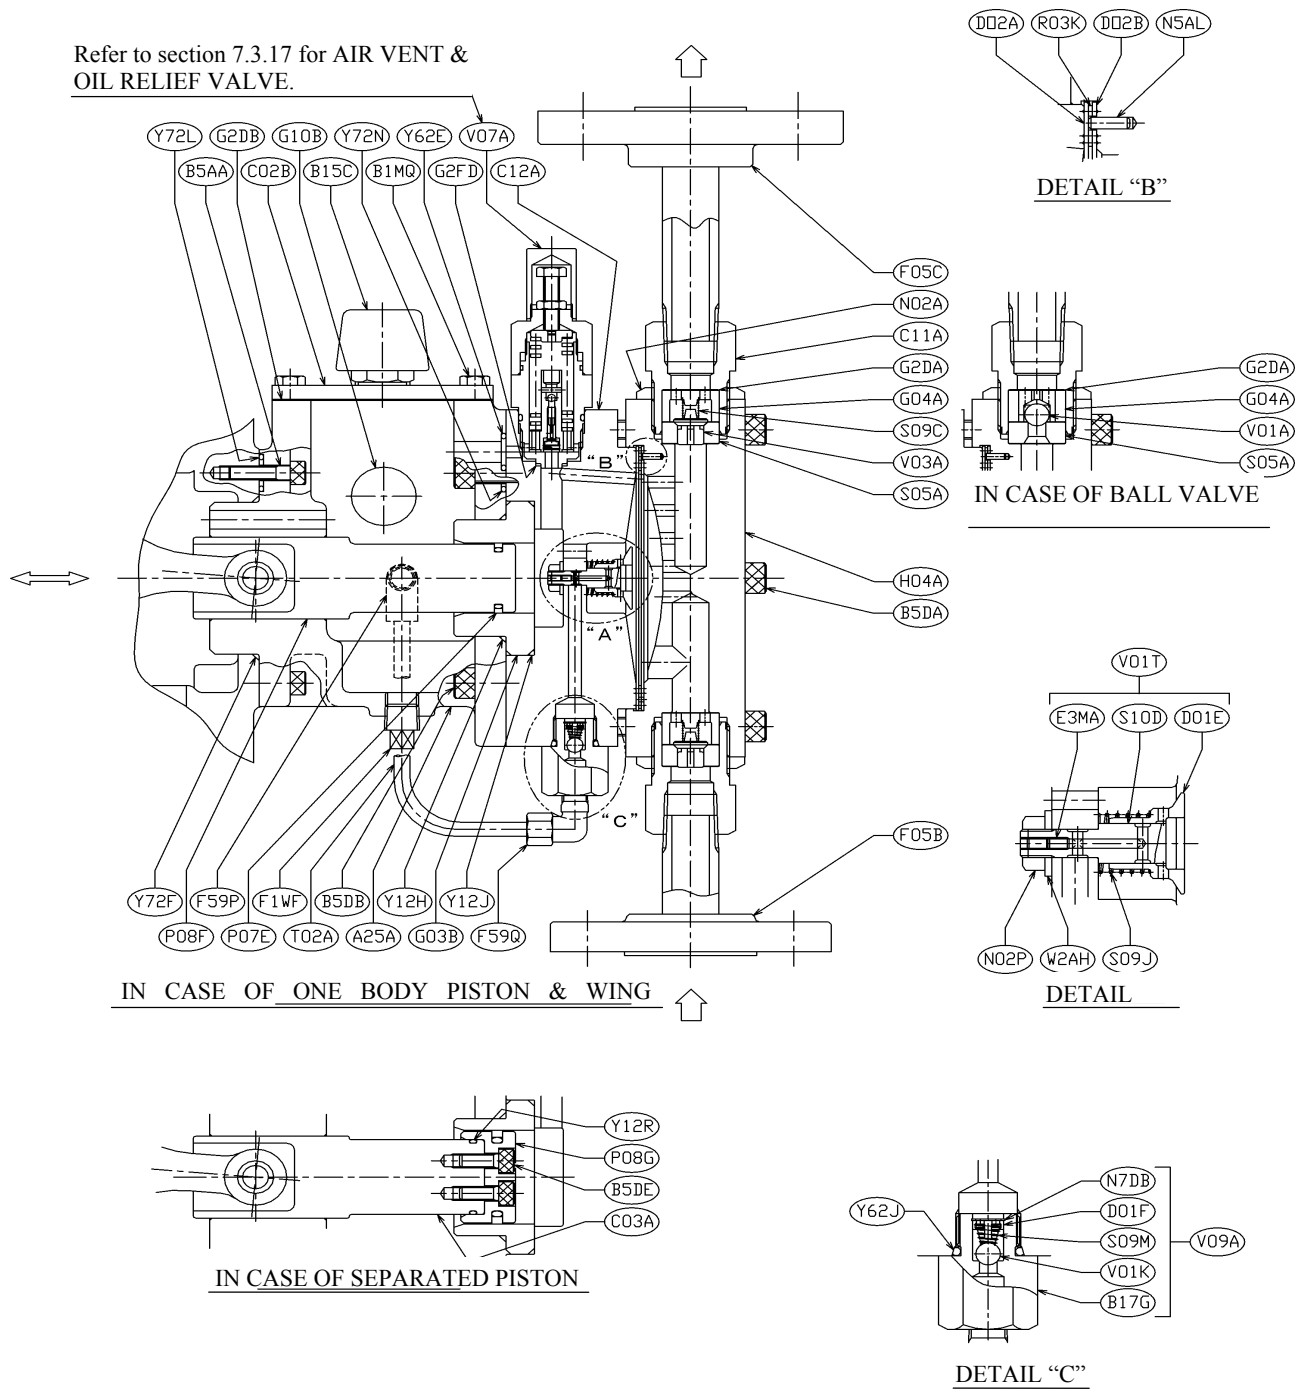 D02A R03K D02B N5AL
Refer to section 7.3.17 for AIR VENT &
OIL RELIEF VALVE.
Y72L G2DB G10B Y72N Y62E V07A
B5AA C02B B15C B1MQ G2FD C12A
DETAIL “B”
F05C
N02A
C11A
G2DA
G04A
S09C
V03A
S05A
H04A
B5DA
"B"
"A"
"C"
G2DA
G04A
V01A
S05A
IN CASE OF BALL VALVE
V01T
E3MA S10D D01E
N02P W2AH S09J
DETAIL
F05B
Y72F F59P F1WF B5DB Y12H Y12J
P08F P07E T02A A25A G03B F59Q
IN CASE OF ONE BODY PISTON & WING
Y12R
P08G
B5DE
C03A
IN CASE OF SEPARATED PISTON
Y62J
N7DB
D01F
S09M
V01K
B17G
V09A
DETAIL “C”